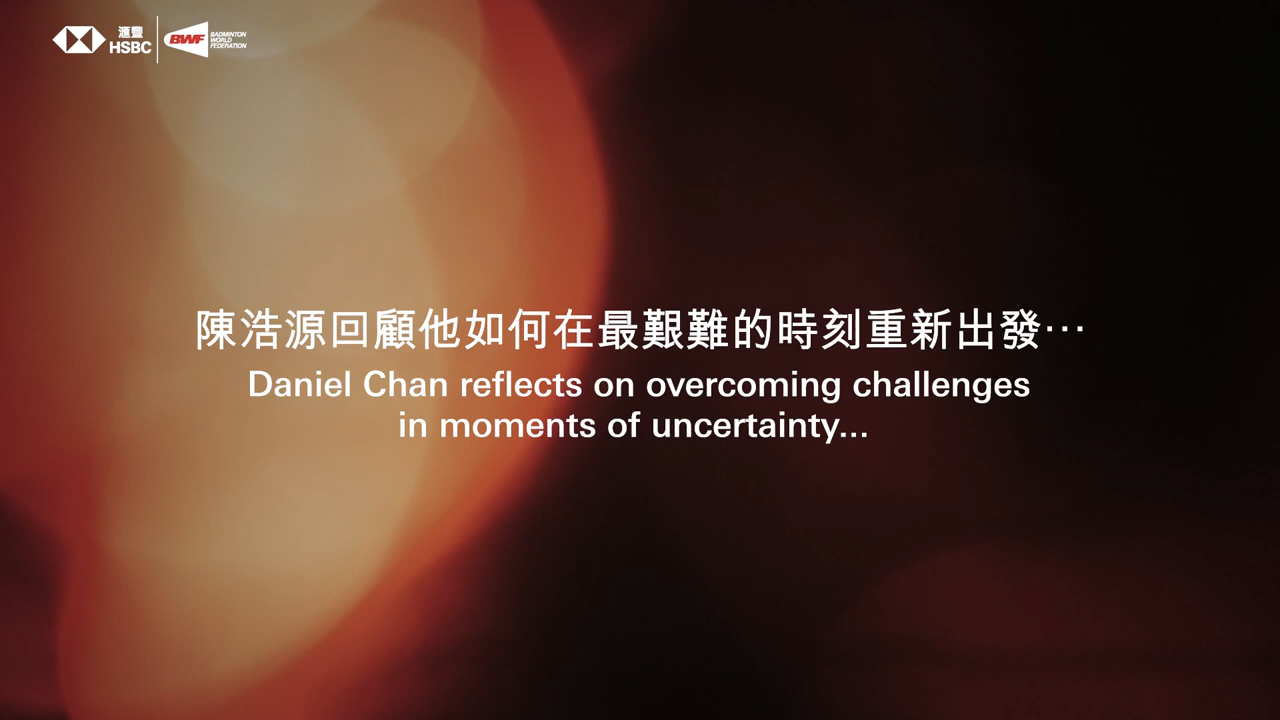 滙豐
HSBC
BWF
BADMINTON
WORLD
FEDERATION
陳浩源回顧他如何在最艱難的時刻重新出發…
Daniel Chan reflects on overcoming challenges
in moments of uncertainty...